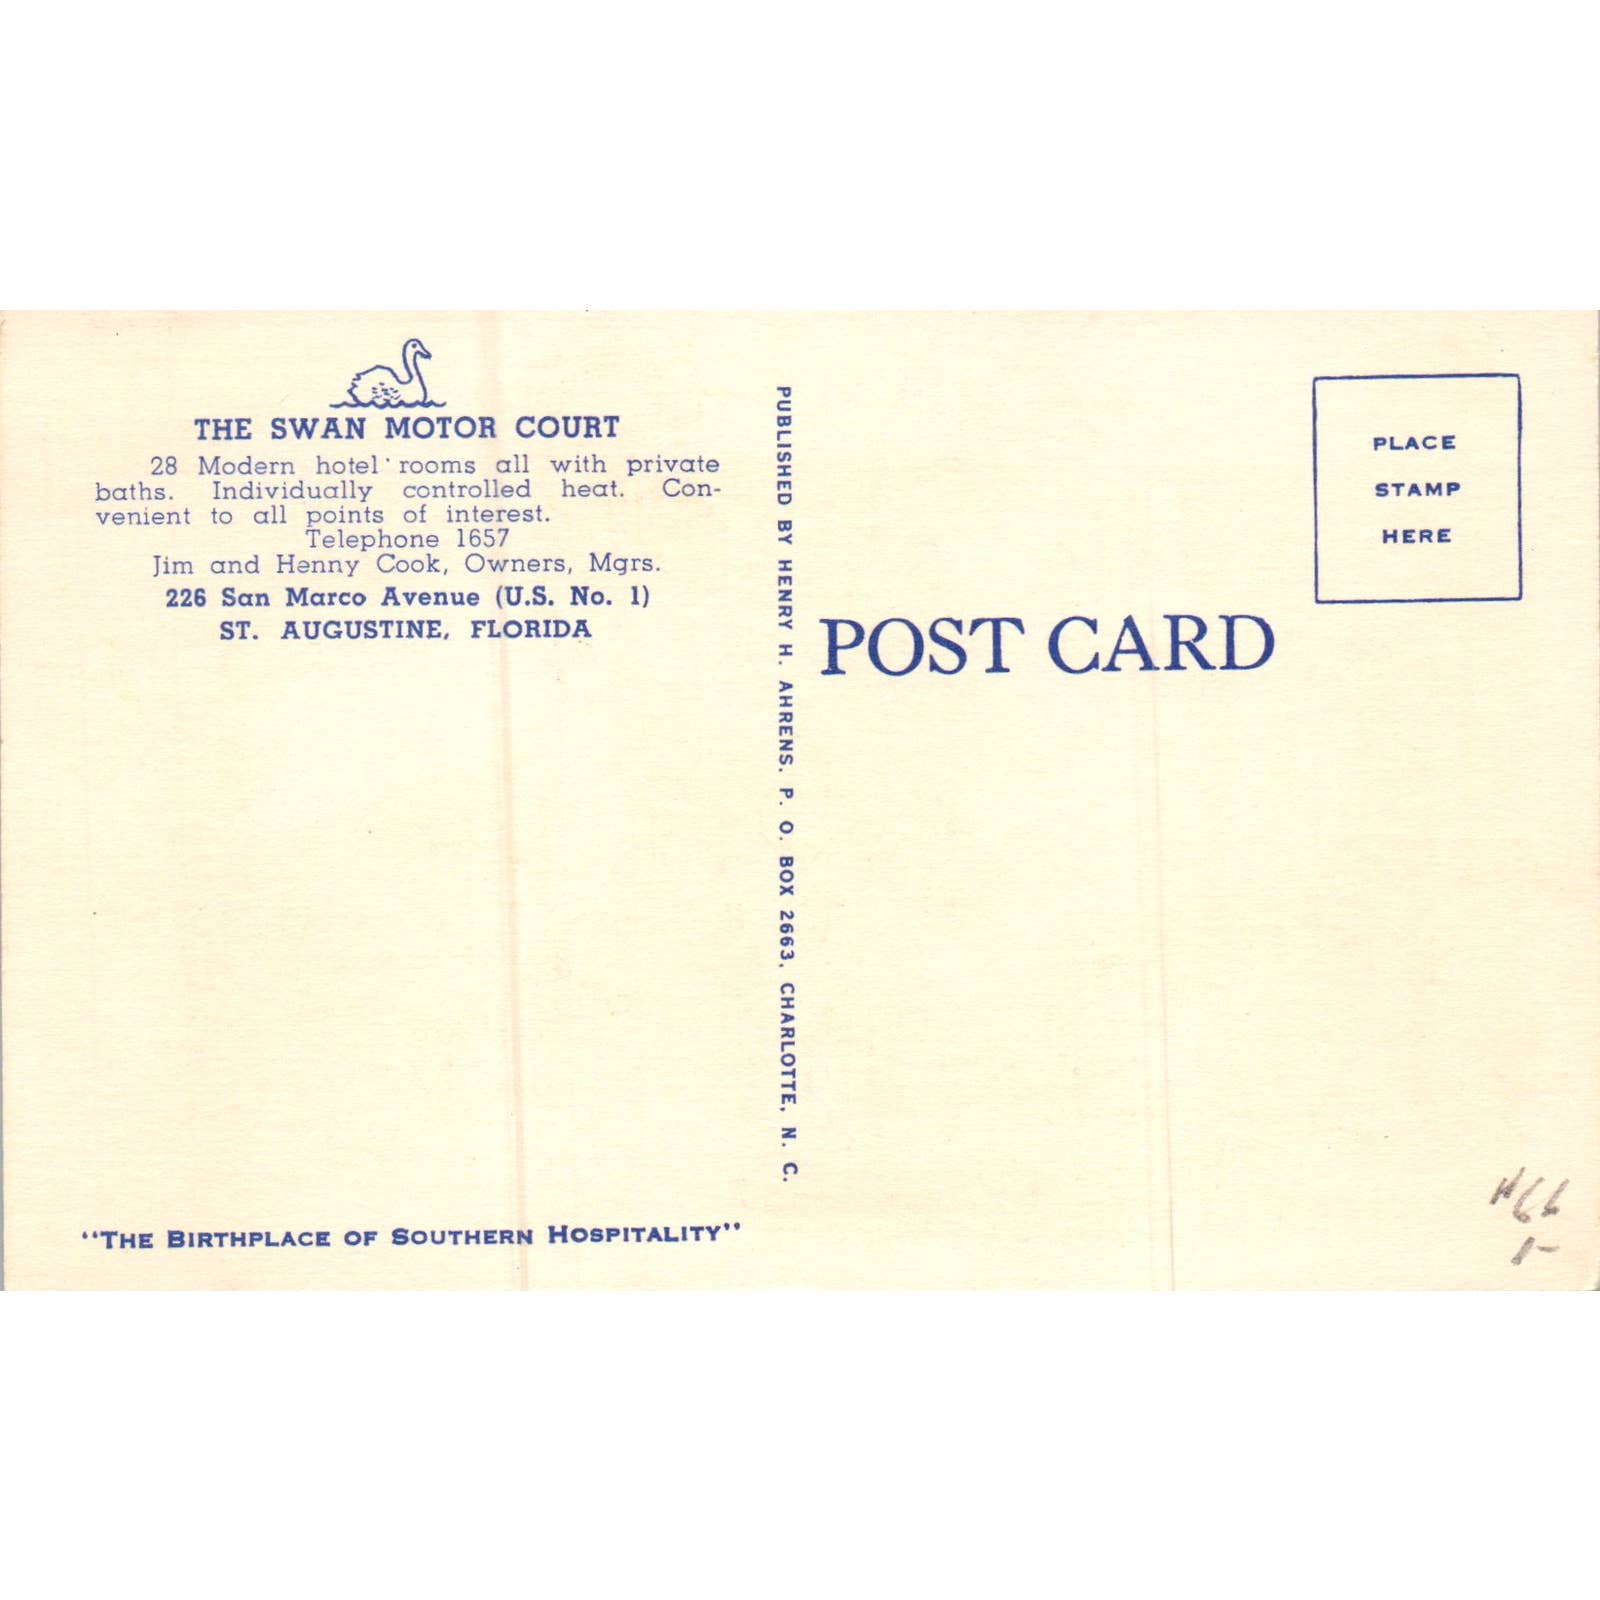 THE SWAN MOTOR COURT
28 Modern hotel rooms all with private
baths. Individually controlled heat. Con-
venient to all points of interest.
Telephone 1657
Jim and Henny Cook, Owners, Mgrs.
226 San Marco Avenue (U.S. No. 1)
ST. AUGUSTINE, FLORIDA
"THE BIRTHPLACE OF SOUTHERN HOSPITALITY"
PUBLISHED BY HENRY H. AHRENS, P. O. BOX 2663, CHARLOTTE, N. C.
POST CARD
PLACE
STAMP
HERE